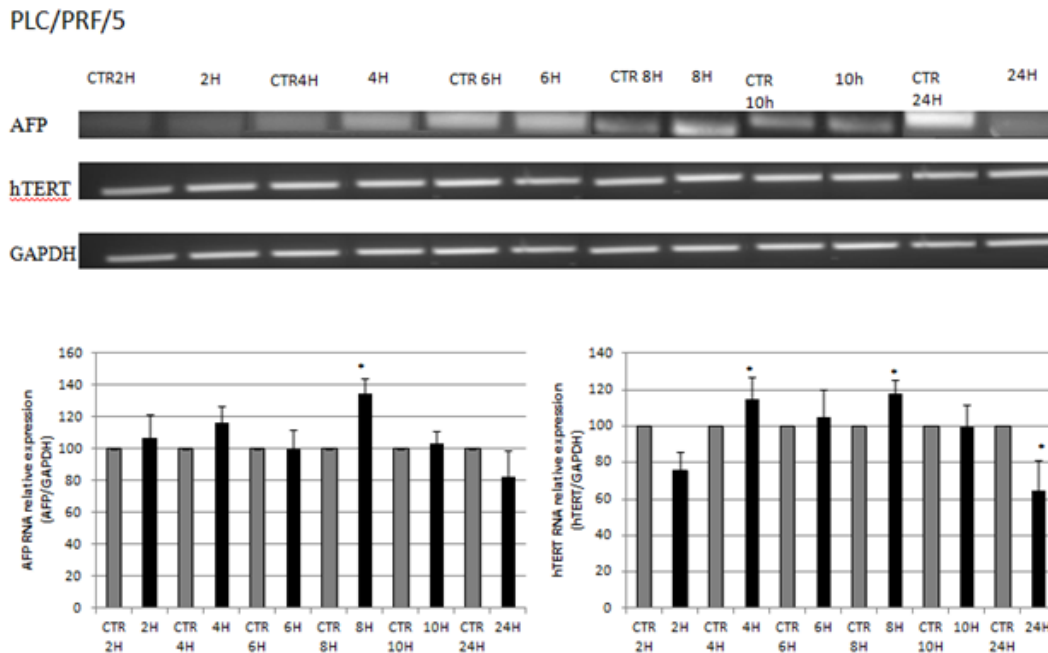 PLC/PRF/5
CTR2H 2H CTR4H 4H CTR 6H 6H CTR 8H 8H CTR 10h 10h CTR 24H 24H
AFP
hTERT
GAPDH
AFP RNA relative expression
(AFP/GAPDH)
160
140
120
100
80
60
40
20
0
*
CTR 2H CTR 4H CTR 6H CTR 8H CTR 10H CTR 24H
2H 4H 6H 8H 10H 24H
hTERT RNA relative expression
(hTERT/GAPDH)
140
120
100
80
60
40
20
0
* * *
CTR 2H CTR 4H CTR 6H CTR 8H CTR 10H CTR 24H
2H 4H 6H 8H 10H 24H